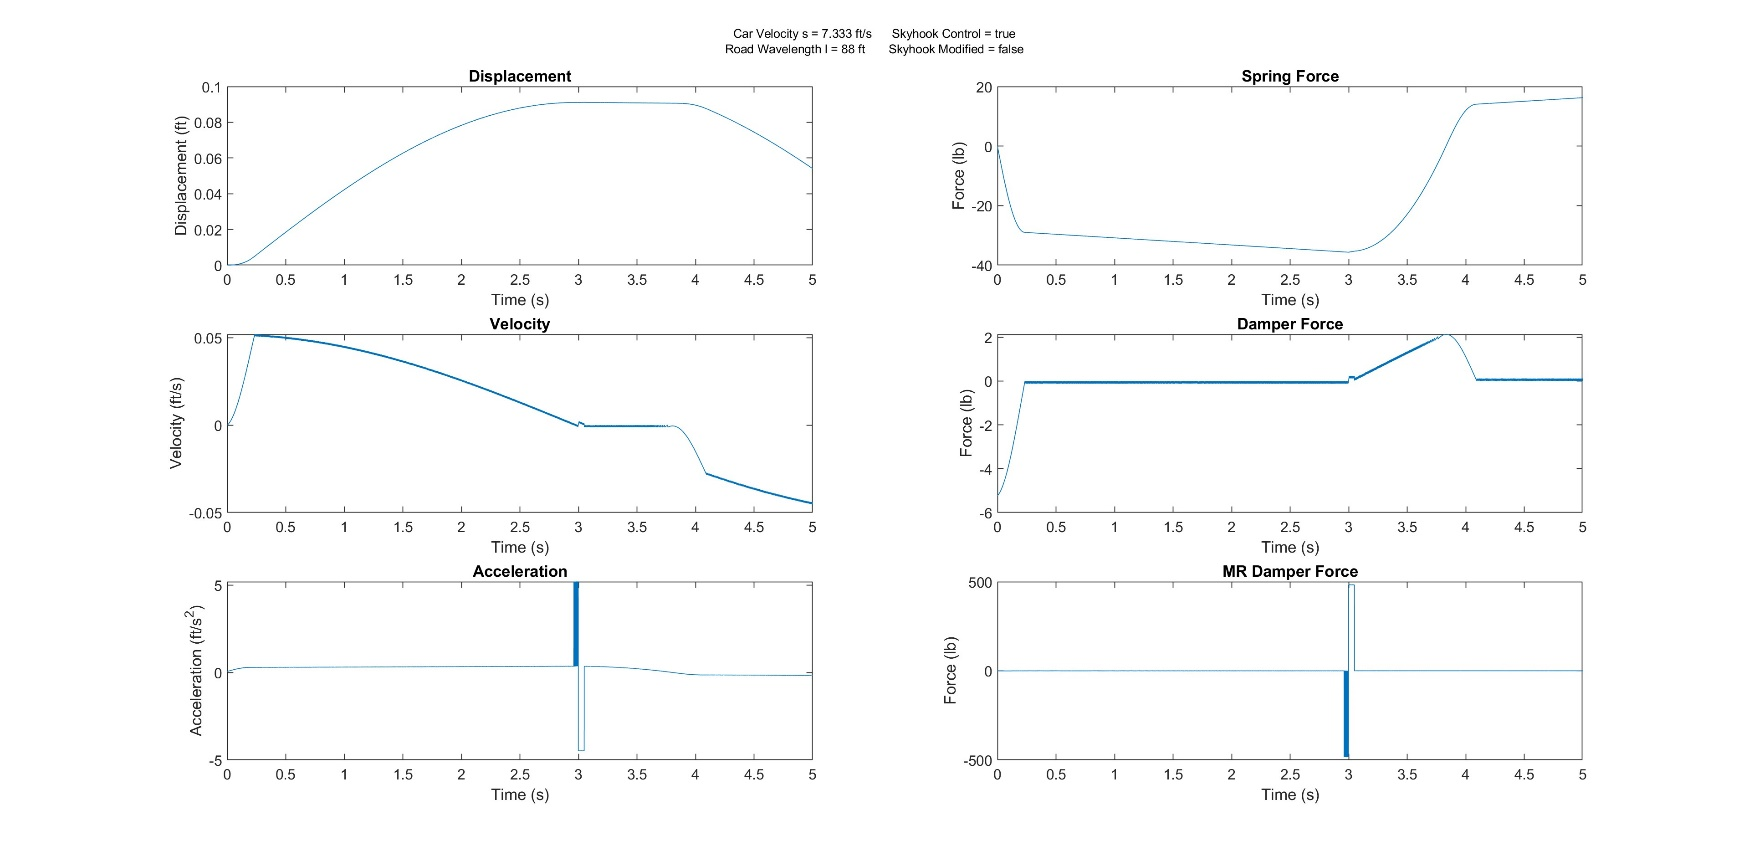 Car Velocity s = 7.333 ft/s Skyhook Control = true
Road Wavelength l = 88 ft Skyhook Modified = false
Displacement
0.1
0.08
0.06
0.04
0.02
0
Displacement (ft)
0 0.5 1 1.5 2 2.5 3 3.5 4 4.5 5
Time (s)
Spring Force
20
0
-20
-40
Force (lb)
0 0.5 1 1.5 2 2.5 3 3.5 4 4.5 5
Time (s)
Velocity
0.05
0
-0.05
Velocity (ft/s)
0 0.5 1 1.5 2 2.5 3 3.5 4 4.5 5
Time (s)
Damper Force
2
0
-2
-4
-6
Force (lb)
0 0.5 1 1.5 2 2.5 3 3.5 4 4.5 5
Time (s)
Acceleration
5
0
-5
Acceleration (ft/s²)
0 0.5 1 1.5 2 2.5 3 3.5 4 4.5 5
Time (s)
MR Damper Force
500
0
-500
Force (lb)
0 0.5 1 1.5 2 2.5 3 3.5 4 4.5 5
Time (s)